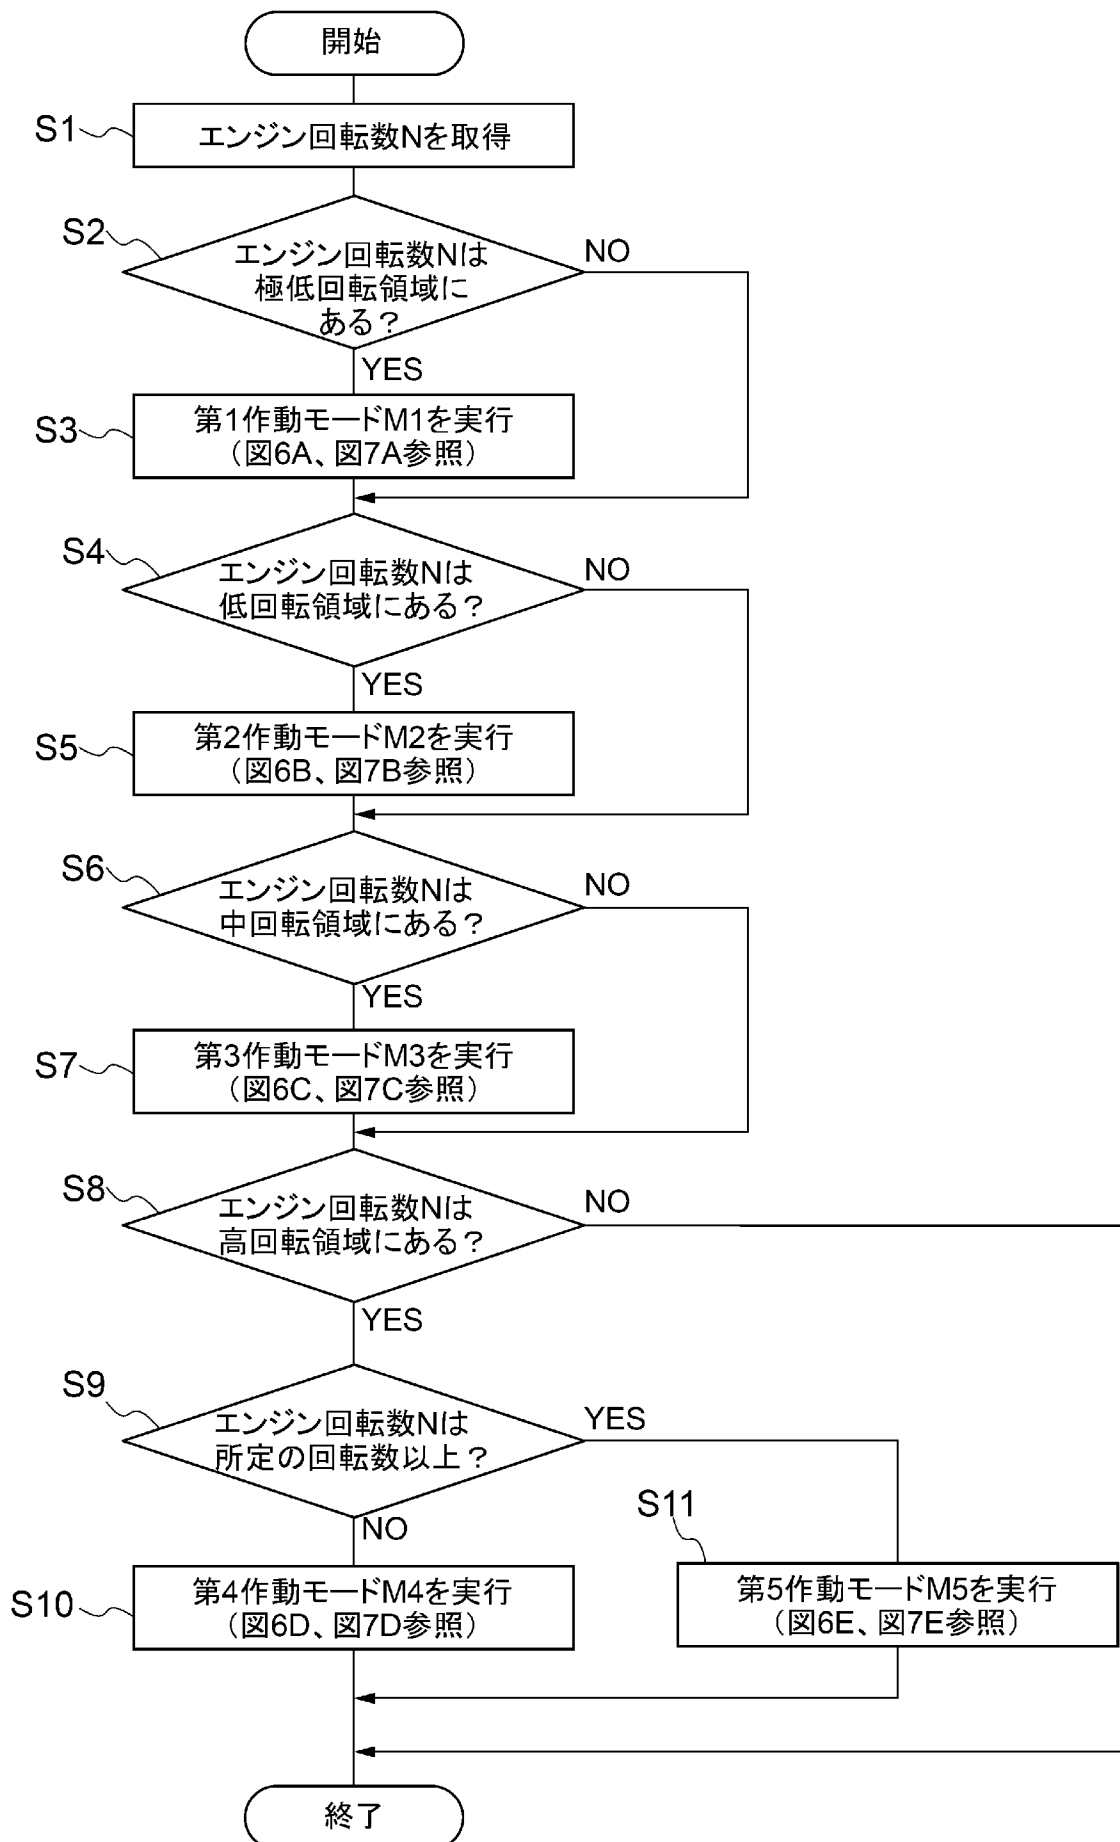 開始
S1
エンジン回転数Nを取得
S2
エンジン回転数Nは
極低回転領域に
ある？
NO
YES
S3
第1作動モードM1を実行
（図6A、図7A参照）
S4
エンジン回転数Nは
低回転領域にある？
NO
YES
S5
第2作動モードM2を実行
（図6B、図7B参照）
S6
エンジン回転数Nは
中回転領域にある？
NO
YES
S7
第3作動モードM3を実行
（図6C、図7C参照）
S8
エンジン回転数Nは
高回転領域にある？
NO
YES
S9
エンジン回転数Nは
所定の回転数以上？
YES
NO
S11
第5作動モードM5を実行
（図6E、図7E参照）
S10
第4作動モードM4を実行
（図6D、図7D参照）
終了